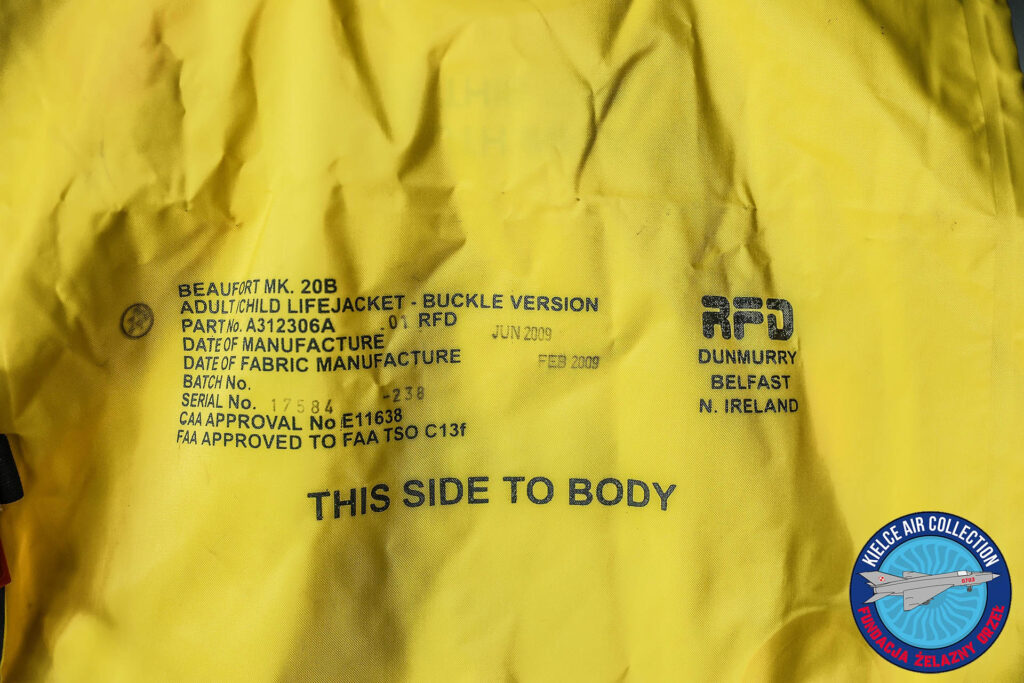 BEAUFORT MK. 20B
ADULT/CHILD LIFEJACKET - BUCKLE VERSION
PART No. A312306A .01 RFD
DATE OF MANUFACTURE JUN 2009
DATE OF FABRIC MANUFACTURE FEB 2009
BATCH No.
SERIAL No. 17584 -238
CAA APPROVAL No E11638
FAA APPROVED TO FAA TSO C13f
RFD
DUNMURRY
BELFAST
N. IRELAND
THIS SIDE TO BODY
KIELCE AIR COLLECTION
0703
FUNDACJA ŻELAZNY ORZEŁ